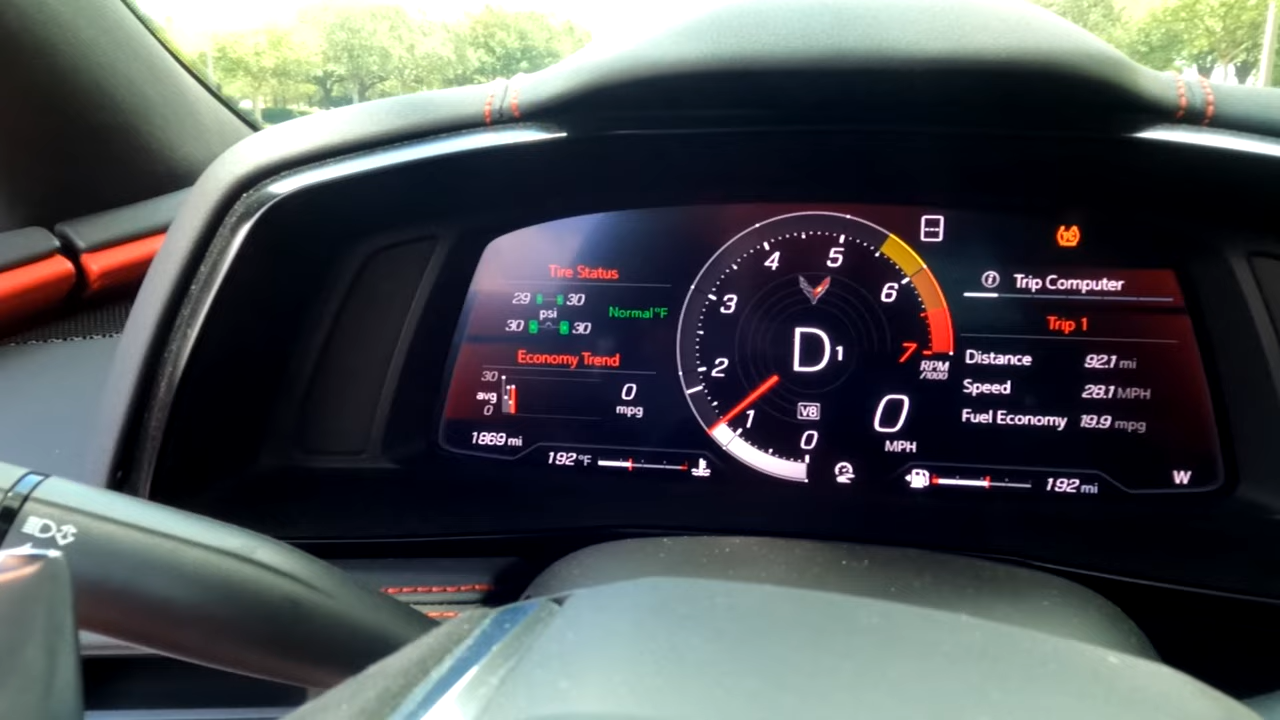 Tire Status
29 30
psi
Normal°F
30 30
Economy Trend
30
avg
0
0
mpg
1869 mi
192 °F
0
1
2
3
4
5
6
7
RPM
/1000
D1
V8
0
MPH
TC
Trip Computer
Trip 1
Distance 92.1 mi
Speed 28.1 MPH
Fuel Economy 19.9 mpg
192 mi
W